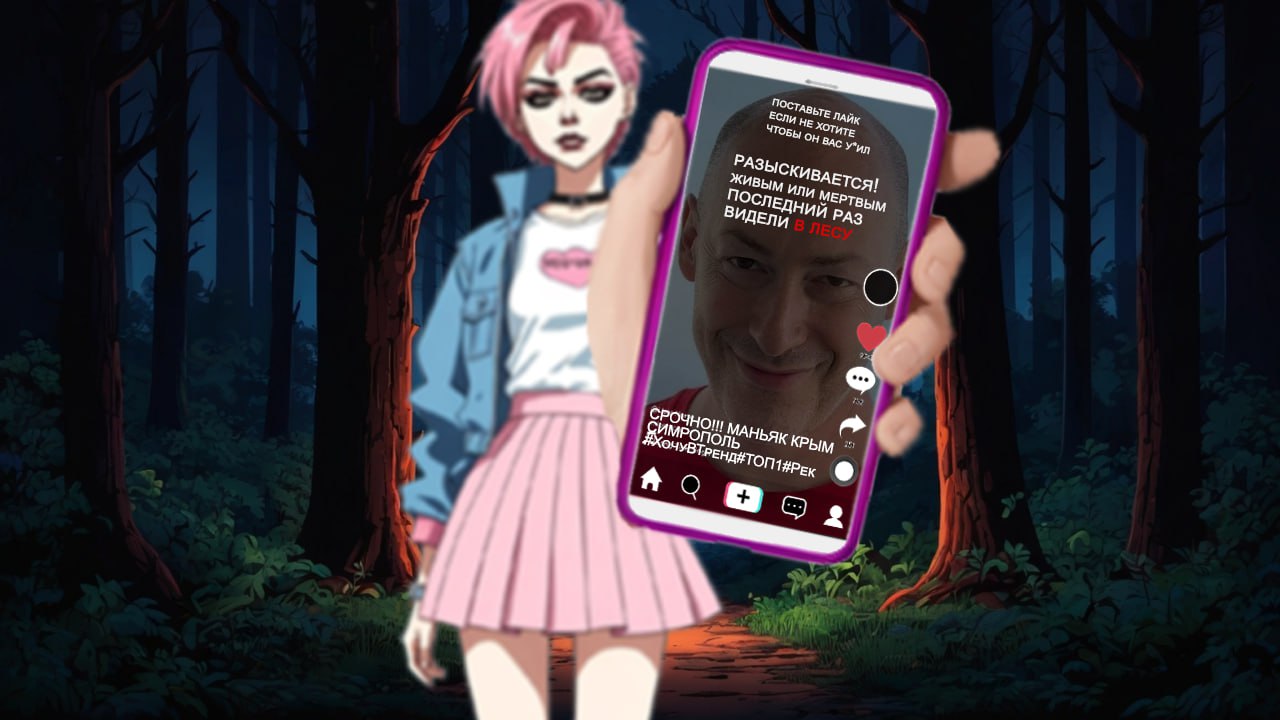 ПОСТАВЬТЕ ЛАЙК
ЕСЛИ НЕ ХОТИТЕ
ЧТОБЫ ОН ВАС У*ИЛ
РАЗЫСКИВАЕТСЯ!
ЖИВЫМ ИЛИ МЕРТВЫМ
ПОСЛЕДНИЙ РАЗ
ВИДЕЛИ В ЛЕСУ
СРОЧНО!!! МАНЬЯК КРЫМ
СИМРОПОЛЬ
#ХочуВТренд#ТОП1#Рек